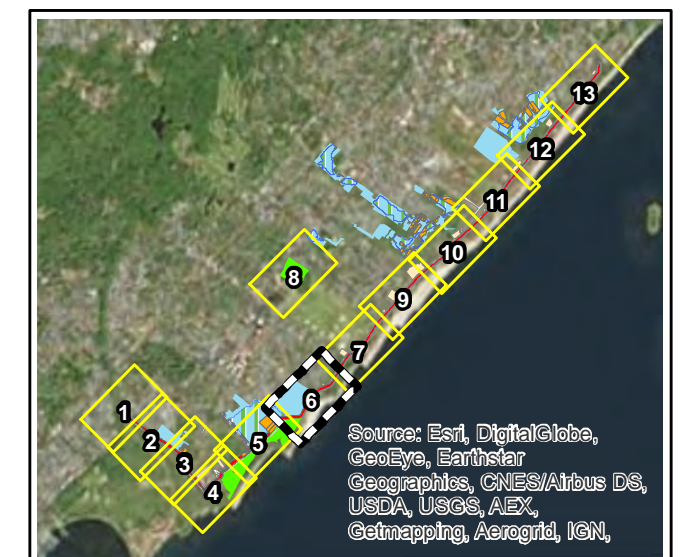 13
12
11
10
8
9
7
6
1
2
5
3
4
Source: Esri, DigitalGlobe,
GeoEye, Earthstar
Geographics, CNES/Airbus DS,
USDA, USGS, AEX,
Getmapping, Aerogrid, IGN,